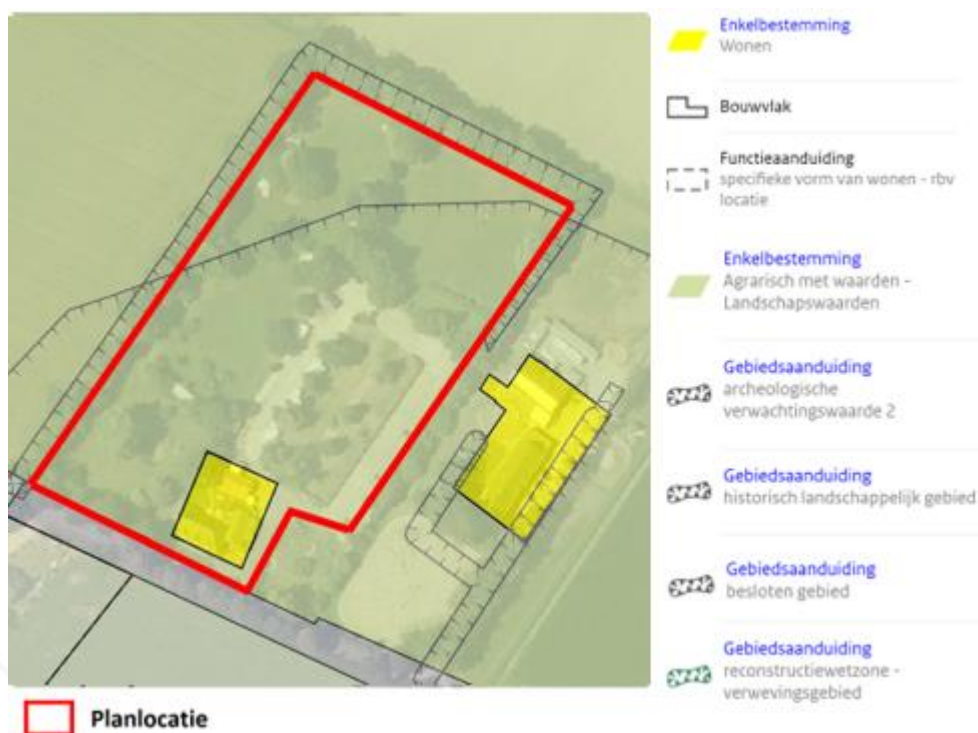 Enkelbestemming
Wonen
Bouwvlak
Functieaanduiding
specifieke vorm van wonen - rbv
locatie
Enkelbestemming
Agrarisch met waarden -
Landschapswaarden
Gebiedsaanduiding
archeologische
verwachtingswaarde 2
Gebiedsaanduiding
historisch landschappelijk gebied
Gebiedsaanduiding
besloten gebied
Gebiedsaanduiding
reconstructiewetzone -
verwevingsgebied
Planlocatie